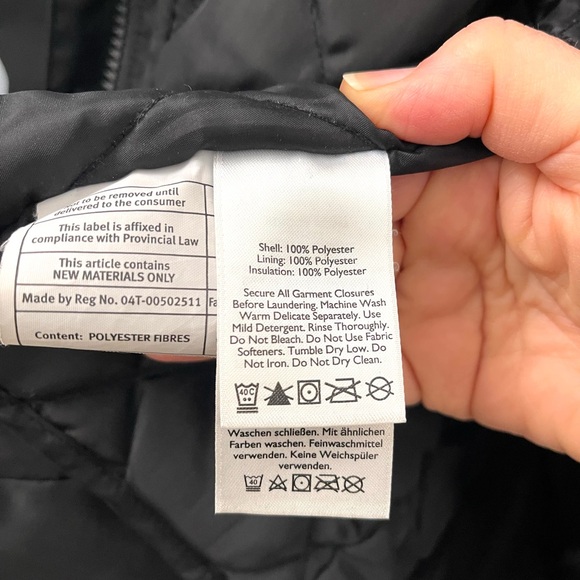 to be removed until
delivered to the consumer
This label is affixed in
compliance with Provincial Law
This article contains
NEW MATERIALS ONLY
Made by Reg No. 04T-00502511
Content: POLYESTER FIBRES
Shell: 100% Polyester
Lining: 100% Polyester
Insulation: 100% Polyester
Secure All Garment Closures
Before Laundering. Machine Wash
Warm Delicate Separately. Use
Mild Detergent. Rinse Thoroughly.
Do Not Bleach. Do Not Use Fabric
Softeners. Tumble Dry Low. Do
Not Iron. Do Not Dry Clean.
40C
Waschen schließen. Mit ähnlichen
Farben waschen. Feinwaschmittel
verwenden. Keine Weichspüler
verwenden.
40